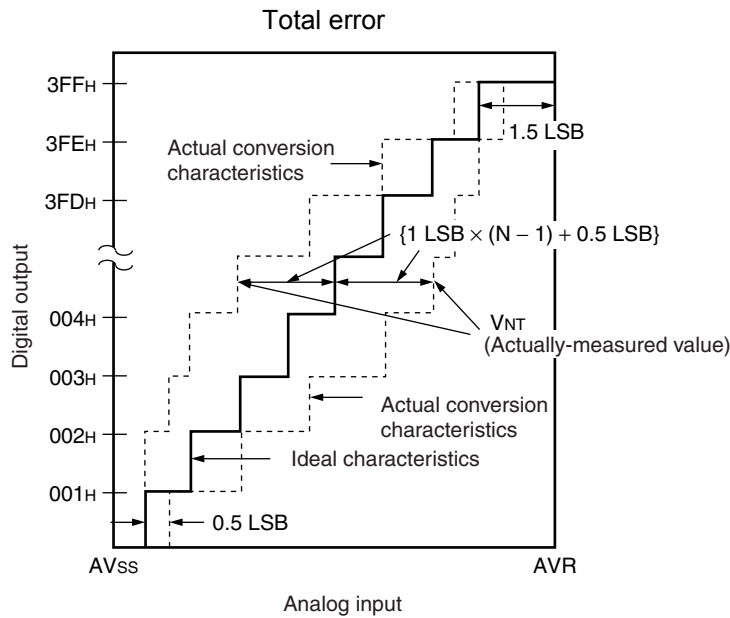 Total error
3FFH
3FEH
3FDH
004H
003H
002H
001H
Digital output
Actual conversion
characteristics
1.5 LSB
{1 LSB × (N − 1) + 0.5 LSB}
VNT
(Actually-measured value)
Actual conversion
characteristics
Ideal characteristics
0.5 LSB
AVSS
AVR
Analog input